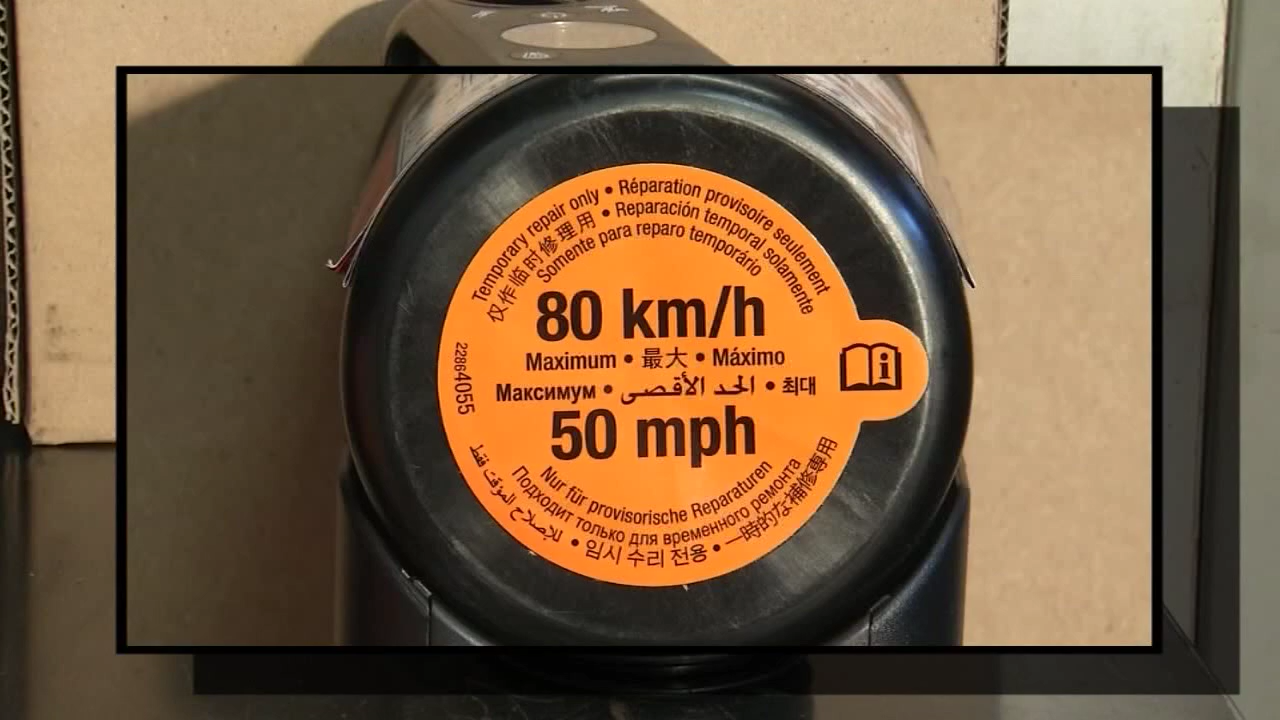 Temporary repair only • Réparation provisoire seulement
仅作临时修理用 • Reparación temporal solamente
Somente para reparo temporário
80 km/h
Maximum • 最大 • Máximo
Максимум • الحد الأقصى • 최대
50 mph
22864055
Nur für provisorische Reparaturen
Подходит только для временного ремонта
للإصلاح المؤقت فقط • 임시 수리 전용 • 一時的な補修専用